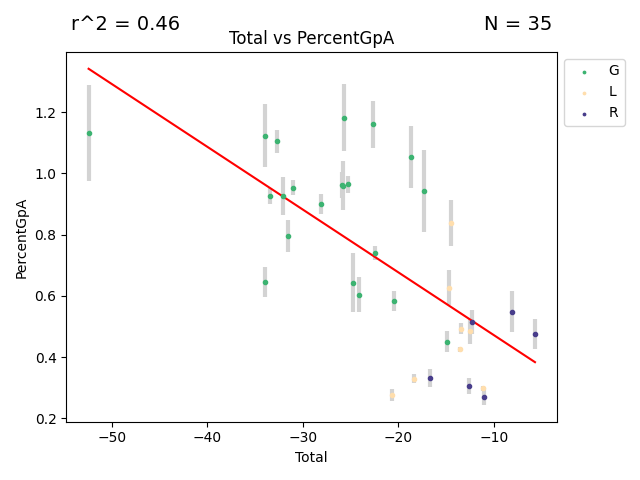 r^2 = 0.46
N = 35
Total vs PercentGpA
G
L
R
1.2
1.0
0.8
0.6
0.4
0.2
PercentGpA
−50
−40
−30
−20
−10
Total